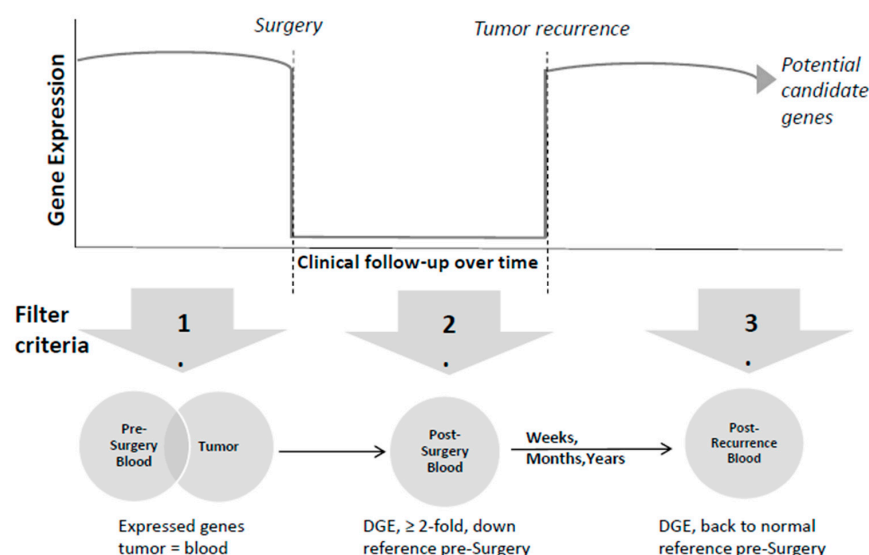 Surgery
Tumor recurrence
Gene Expression
Potential
candidate
genes
Clinical follow-up over time
Filter
criteria
1
.
2
.
3
.
Pre-
Surgery
Blood
Tumor
Post-
Surgery
Blood
Weeks,
Months,Years
Post-
Recurrence
Blood
Expressed genes
tumor = blood
DGE, ≥ 2-fold, down
reference pre-Surgery
DGE, back to normal
reference pre-Surgery